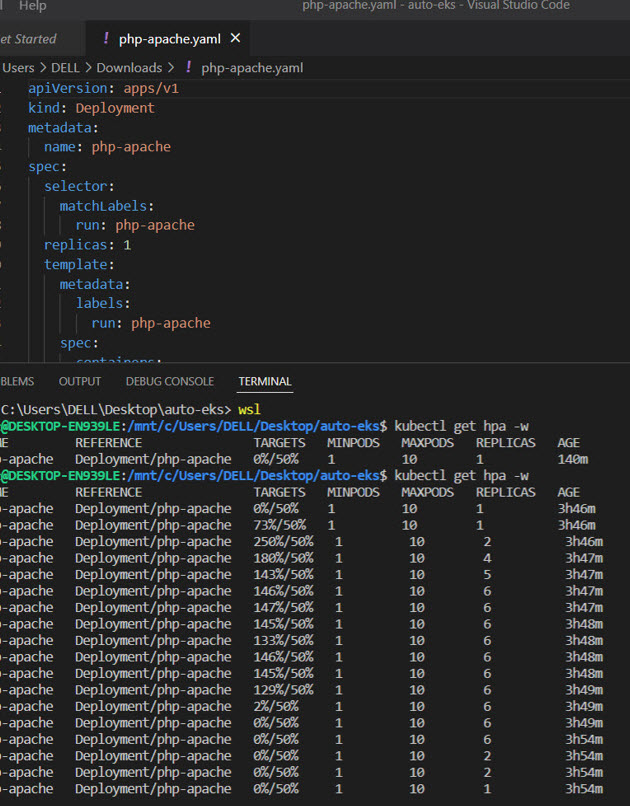 Help php-apache.yaml - auto-eks - Visual Studio Code
et Started ! php-apache.yaml ×
Users > DELL > Downloads > ! php-apache.yaml
apiVersion: apps/v1
kind: Deployment
metadata:
name: php-apache
spec:
selector:
matchLabels:
run: php-apache
replicas: 1
template:
metadata:
labels:
run: php-apache
spec:
containers:
BLEMS OUTPUT DEBUG CONSOLE TERMINAL
C:\Users\DELL\Desktop\auto-eks> wsl
@DESKTOP-EN939LE:/mnt/c/Users/DELL/Desktop/auto-eks$ kubectl get hpa -w
ME REFERENCE TARGETS MINPODS MAXPODS REPLICAS AGE
p-apache Deployment/php-apache 0%/50% 1 10 1 140m
@DESKTOP-EN939LE:/mnt/c/Users/DELL/Desktop/auto-eks$ kubectl get hpa -w
ME REFERENCE TARGETS MINPODS MAXPODS REPLICAS AGE
p-apache Deployment/php-apache 0%/50% 1 10 1 3h46m
p-apache Deployment/php-apache 73%/50% 1 10 1 3h46m
p-apache Deployment/php-apache 250%/50% 1 10 2 3h46m
p-apache Deployment/php-apache 180%/50% 1 10 4 3h47m
p-apache Deployment/php-apache 143%/50% 1 10 5 3h47m
p-apache Deployment/php-apache 146%/50% 1 10 6 3h47m
p-apache Deployment/php-apache 147%/50% 1 10 6 3h47m
p-apache Deployment/php-apache 145%/50% 1 10 6 3h48m
p-apache Deployment/php-apache 133%/50% 1 10 6 3h48m
p-apache Deployment/php-apache 146%/50% 1 10 6 3h48m
p-apache Deployment/php-apache 145%/50% 1 10 6 3h48m
p-apache Deployment/php-apache 129%/50% 1 10 6 3h49m
p-apache Deployment/php-apache 2%/50% 1 10 6 3h49m
p-apache Deployment/php-apache 0%/50% 1 10 6 3h49m
p-apache Deployment/php-apache 0%/50% 1 10 6 3h54m
p-apache Deployment/php-apache 0%/50% 1 10 2 3h54m
p-apache Deployment/php-apache 0%/50% 1 10 2 3h54m
p-apache Deployment/php-apache 0%/50% 1 10 1 3h54m